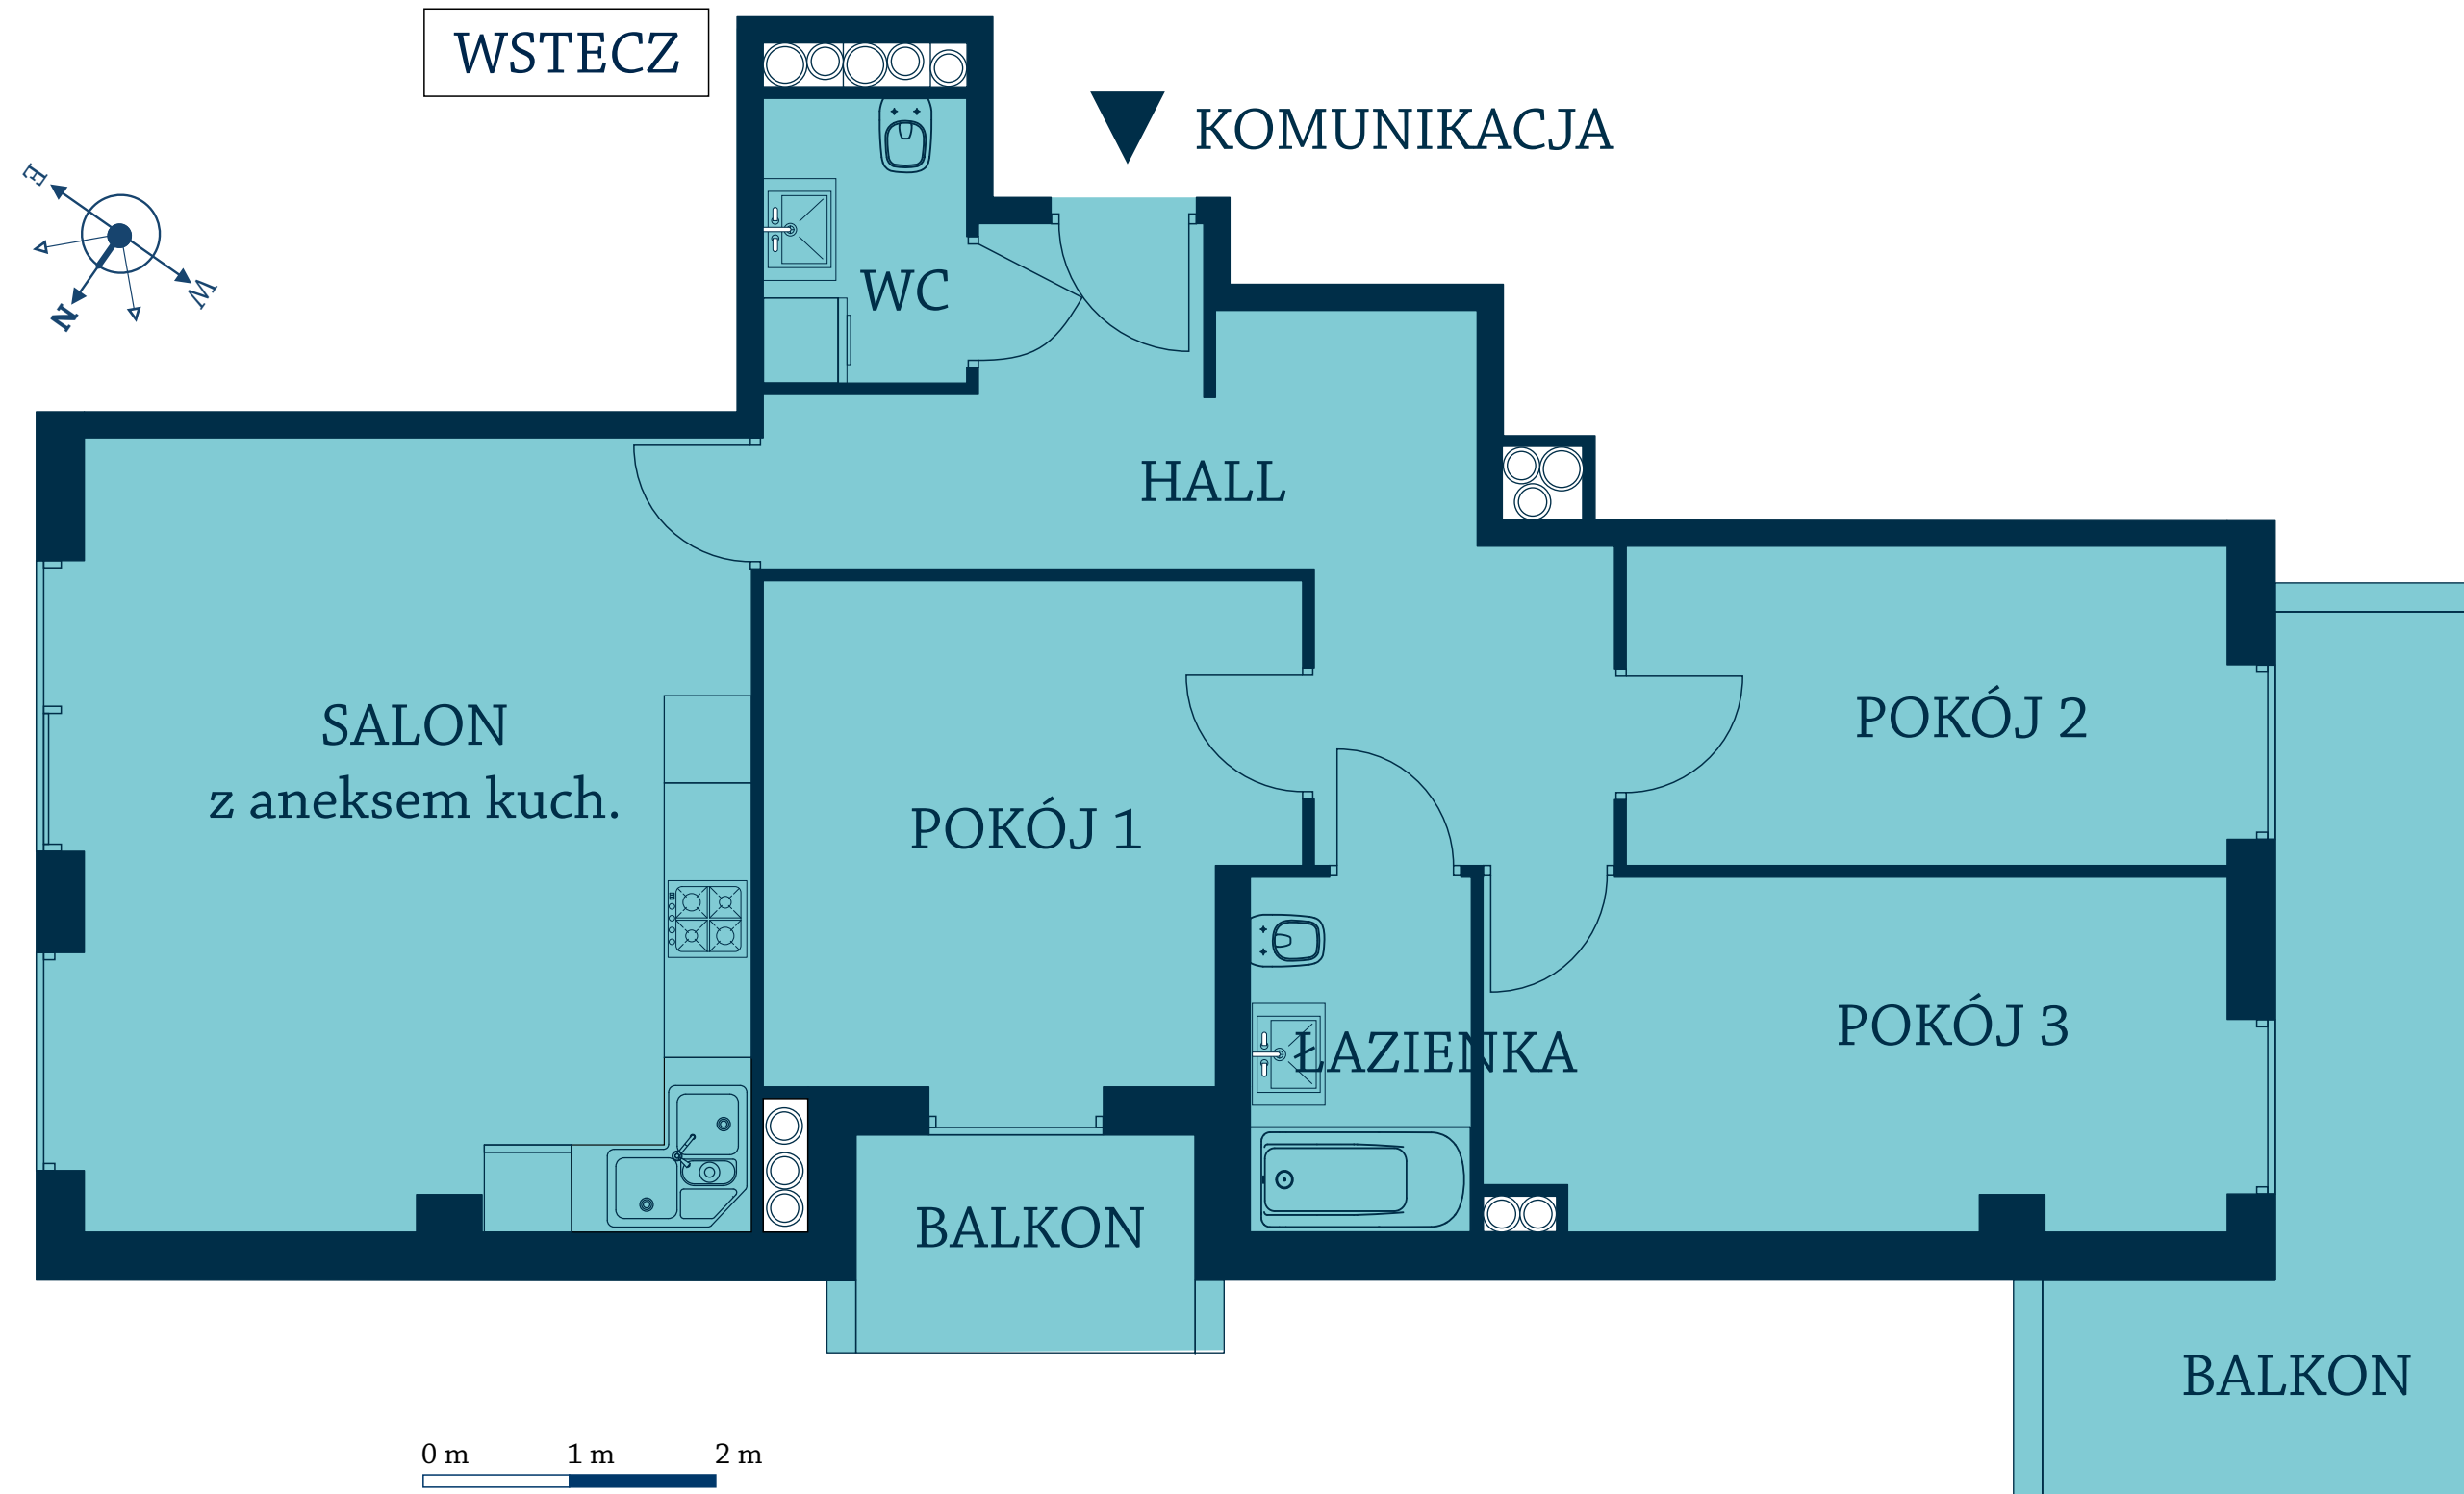 WSTECZ
KOMUNIKACJA
E
W
N
WC
HALL
SALON
z aneksem kuch.
POKÓJ 1
POKÓJ 2
POKÓJ 3
ŁAZIENKA
BALKON
BALKON
0 m 1 m 2 m